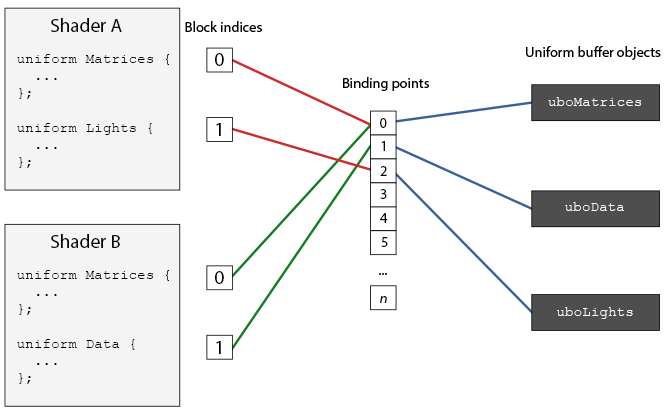 Shader A
uniform Matrices {
...
};
uniform Lights {
...
};
Shader B
uniform Matrices {
...
};
uniform Data {
...
};
Block indices
0
1
0
1
Binding points
0
1
2
3
4
5
...
n
Uniform buffer objects
uboMatrices
uboData
uboLights